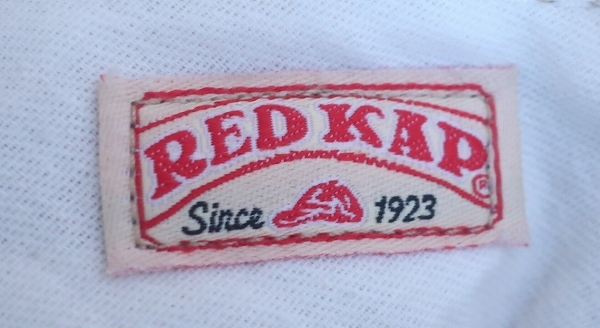 RED KAP ®
Since 1923